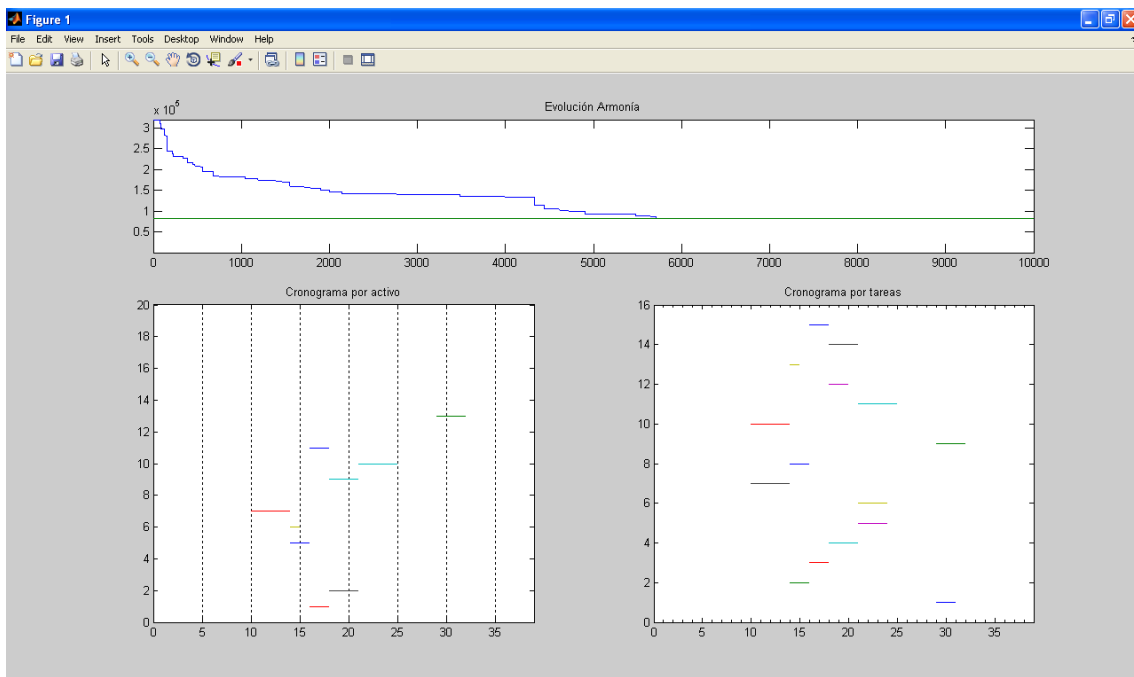 Figure 1
File Edit View Insert Tools Desktop Window Help
Evolución Armonía
x 10^5
3
2.5
2
1.5
1
0.5
0 1000 2000 3000 4000 5000 6000 7000 8000 9000 10000
Cronograma por activo
20
18
16
14
12
10
8
6
4
2
0
0 5 10 15 20 25 30 35
Cronograma por tareas
16
14
12
10
8
6
4
2
0
0 5 10 15 20 25 30 35